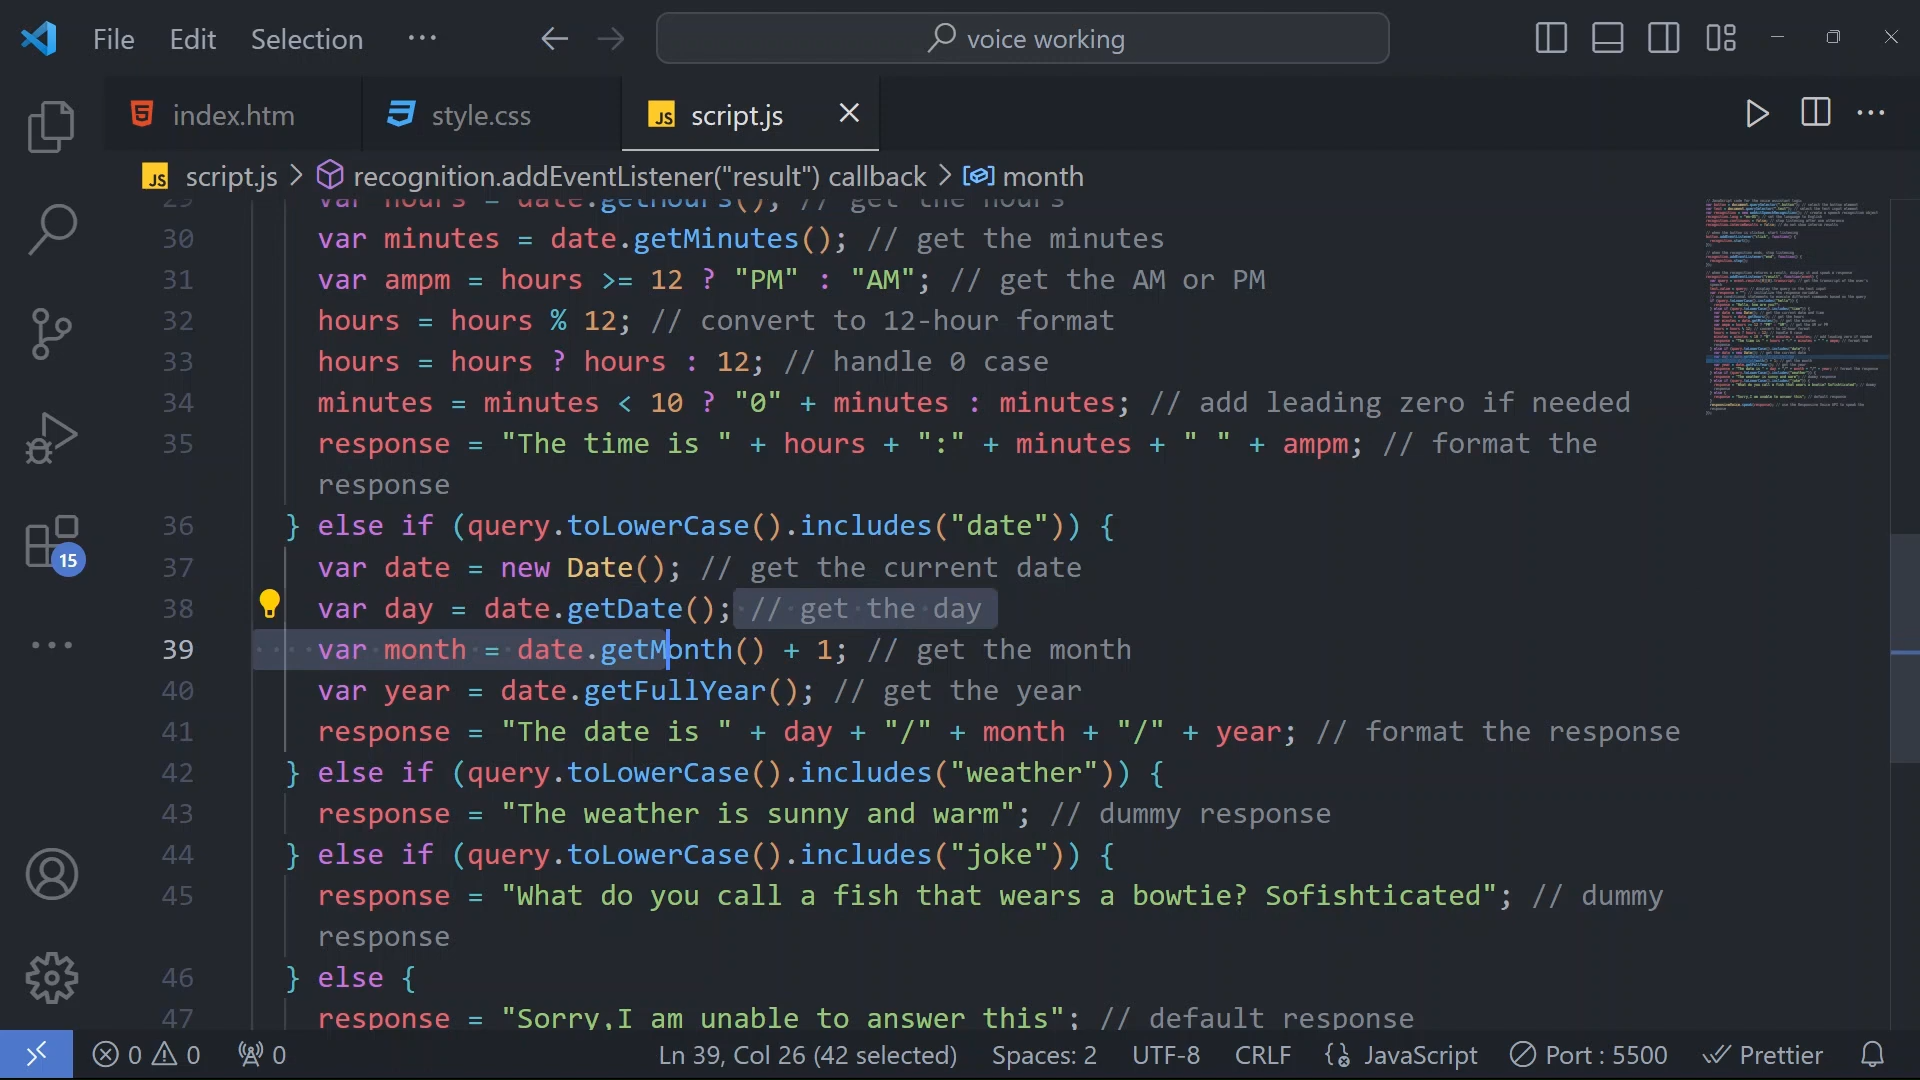 File Edit Selection ··· voice working
index.htm style.css JS script.js
JS script.js > recognition.addEventListener("result") callback > month
29 var hours = date.getHours(); // get the hours
30 var minutes = date.getMinutes(); // get the minutes
31 var ampm = hours >= 12 ? "PM" : "AM"; // get the AM or PM
32 hours = hours % 12; // convert to 12-hour format
33 hours = hours ? hours : 12; // handle 0 case
34 minutes = minutes < 10 ? "0" + minutes : minutes; // add leading zero if needed
35 response = "The time is " + hours + ":" + minutes + " " + ampm; // format the
response
36 } else if (query.toLowerCase().includes("date")) {
37 var date = new Date(); // get the current date
38 var day = date.getDate(); // get the day
39 var month = date.getMonth() + 1; // get the month
40 var year = date.getFullYear(); // get the year
41 response = "The date is " + day + "/" + month + "/" + year; // format the response
42 } else if (query.toLowerCase().includes("weather")) {
43 response = "The weather is sunny and warm"; // dummy response
44 } else if (query.toLowerCase().includes("joke")) {
45 response = "What do you call a fish that wears a bowtie? Sofishticated"; // dummy
response
46 } else {
47 response = "Sorry,I am unable to answer this"; // default response
15
0 0 0 Ln 39, Col 26 (42 selected) Spaces: 2 UTF-8 CRLF JavaScript Port : 5500 Prettier